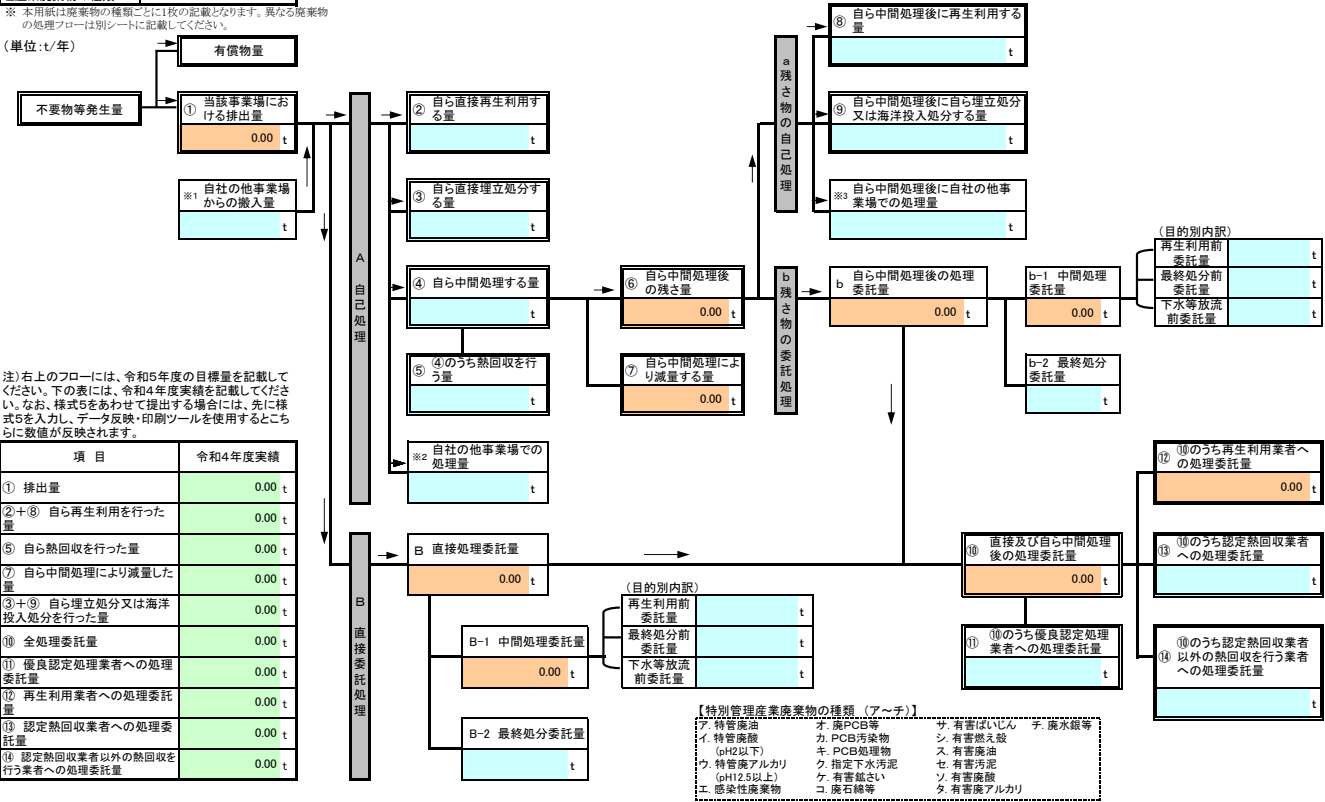 ※ 本用紙は廃棄物の種類ごとに1枚の記載となります。異なる廃棄物
の処理フローは別シートに記載してください。
(単位:t/年)
有償物量
不要物等発生量
① 当該事業場にお
ける排出量
0.00 t
※1 自社の他事業場
からの搬入量
t
A 自己処理
② 自ら直接再生利用す
る量
t
③ 自ら直接埋立処分す
る量
t
④ 自ら中間処理する量
t
⑤ ④のうち熱回収を行
う量
t
※2 自社の他事業場での
処理量
t
⑥ 自ら中間処理後
の残さ量
0.00 t
⑦ 自ら中間処理によ
り減量する量
0.00 t
a 残さ物の自己処理
⑧ 自ら中間処理後に再生利用する
量
t
⑨ 自ら中間処理後に自ら埋立処分
又は海洋投入処分する量
t
※3 自ら中間処理後に自社の他事
業場での処理量
t
b 残さ物の委託処理
b 自ら中間処理後の処理
委託量
0.00 t
b-1 中間処理
委託量
0.00 t
b-2 最終処分
委託量
t
(目的別内訳)
再生利用前
委託量
t
最終処分前
委託量
t
下水等放流
前委託量
t
注)右上のフローには、令和5年度の目標量を記載して
ください。下の表には、令和4年度実績を記載してくださ
い。なお、様式5をあわせて提出する場合には、先に様
式5を入力し、データ反映・印刷ツールを使用するとこち
らに数値が反映されます。
項 目 令和4年度実績
① 排出量 0.00 t
②+⑧ 自ら再生利用を行った
量 0.00 t
⑤ 自ら熱回収を行った量 0.00 t
⑦ 自ら中間処理により減量した
量 0.00 t
③+⑨ 自ら埋立処分又は海洋
投入処分を行った量 0.00 t
⑩ 全処理委託量 0.00 t
⑪ 優良認定処理業者への処理
委託量 0.00 t
⑫ 再生利用業者への処理委託
量 0.00 t
⑬ 認定熱回収業者への処理委
託量 0.00 t
⑭ 認定熱回収業者以外の熱回収を
行う業者への処理委託量 0.00 t
B 直接委託処理
B 直接処理委託量
0.00 t
B-1 中間処理委託量
0.00 t
B-2 最終処分委託量
t
(目的別内訳)
再生利用前
委託量
t
最終処分前
委託量
t
下水等放流
前委託量
t
⑩ 直接及び自ら中間処理
後の処理委託量
0.00 t
⑪ ⑩のうち優良認定処理
業者への処理委託量
t
⑫ ⑩のうち再生利用業者へ
の処理委託量
0.00 t
⑬ ⑩のうち認定熱回収業者
への処理委託量
t
⑭ ⑩のうち認定熱回収業者
以外の熱回収を行う業者
への処理委託量
t
【特別管理産業廃棄物の種類 (ア~チ)】
ア. 特管廃油 オ. 廃PCB等 サ. 有害ばいじん チ. 廃水銀等
イ. 特管廃酸 カ. PCB汚染物 シ. 有害燃え殻
(pH2以下) キ. PCB処理物 ス. 有害廃油
ウ. 特管廃アルカリ ク. 指定下水汚泥 セ. 有害汚泥
(pH12.5以上) ケ. 有害鉱さい ソ. 有害廃酸
エ. 感染性廃棄物 コ. 廃石綿等 タ. 有害廃アルカリ